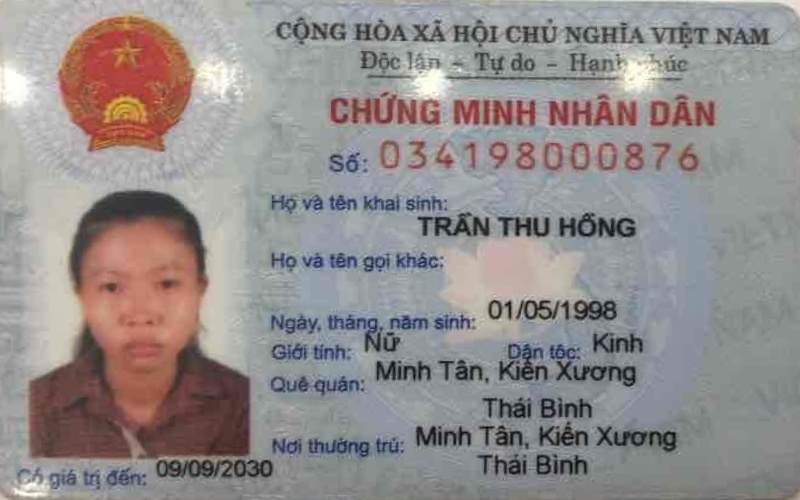 CỘNG HÒA XÃ HỘI CHỦ NGHĨA VIỆT NAM
Độc lập - Tự do - Hạnh phúc
CHỨNG MINH NHÂN DÂN
Số: 034198000876
Họ và tên khai sinh:
TRẦN THU HỒNG
Họ và tên gọi khác:
Ngày, tháng, năm sinh: 01/05/1998
Giới tính: Nữ Dân tộc: Kinh
Quê quán: Minh Tân, Kiến Xương
Thái Bình
Nơi thường trú: Minh Tân, Kiến Xương
Thái Bình
Có giá trị đến: 09/09/2030